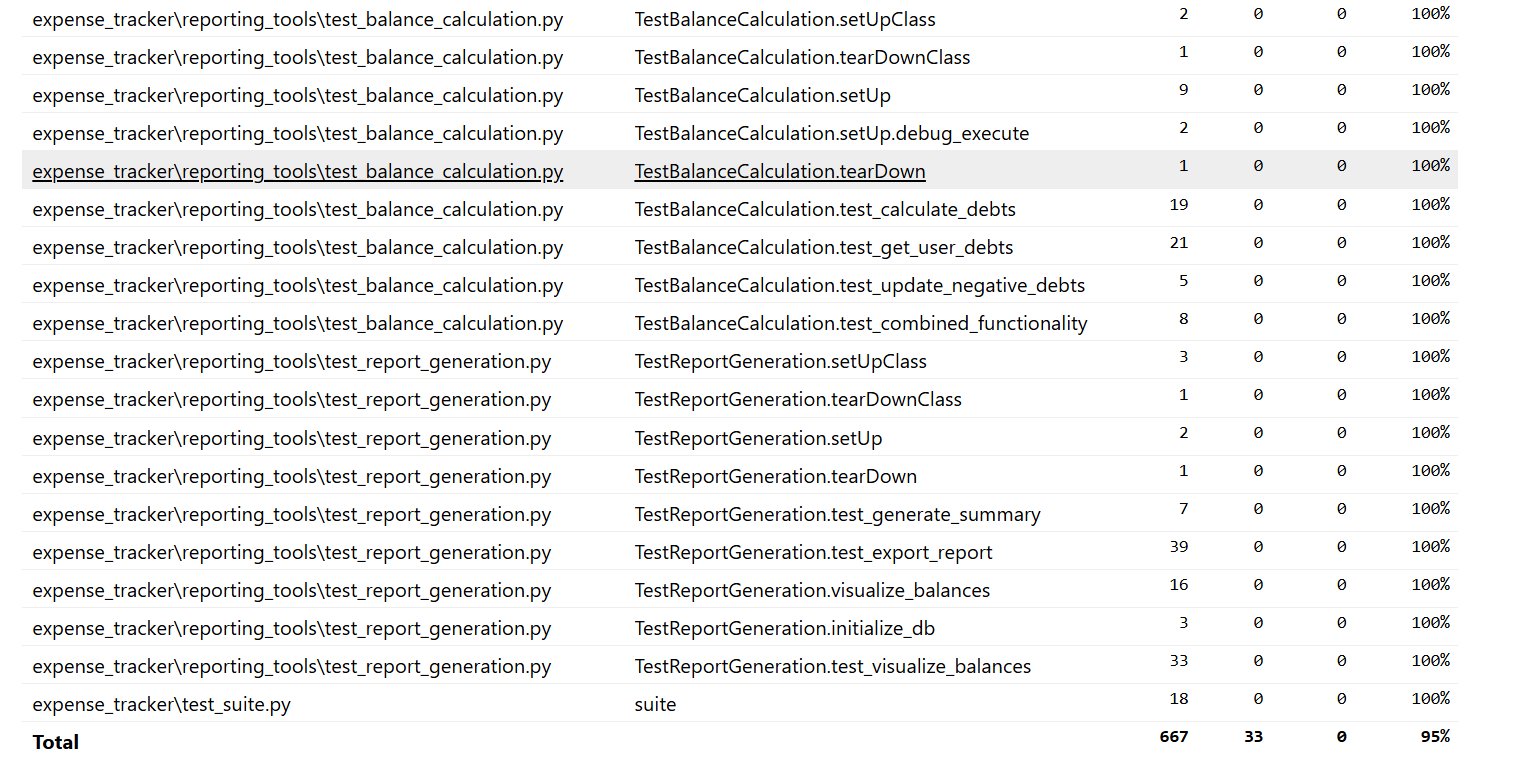 expense_tracker\reporting_tools\test_balance_calculation.py TestBalanceCalculation.setUpClass 2 0 0 100%
expense_tracker\reporting_tools\test_balance_calculation.py TestBalanceCalculation.tearDownClass 1 0 0 100%
expense_tracker\reporting_tools\test_balance_calculation.py TestBalanceCalculation.setUp 9 0 0 100%
expense_tracker\reporting_tools\test_balance_calculation.py TestBalanceCalculation.setUp.debug_execute 2 0 0 100%
expense_tracker\reporting_tools\test_balance_calculation.py TestBalanceCalculation.tearDown 1 0 0 100%
expense_tracker\reporting_tools\test_balance_calculation.py TestBalanceCalculation.test_calculate_debts 19 0 0 100%
expense_tracker\reporting_tools\test_balance_calculation.py TestBalanceCalculation.test_get_user_debts 21 0 0 100%
expense_tracker\reporting_tools\test_balance_calculation.py TestBalanceCalculation.test_update_negative_debts 5 0 0 100%
expense_tracker\reporting_tools\test_balance_calculation.py TestBalanceCalculation.test_combined_functionality 8 0 0 100%
expense_tracker\reporting_tools\test_report_generation.py TestReportGeneration.setUpClass 3 0 0 100%
expense_tracker\reporting_tools\test_report_generation.py TestReportGeneration.tearDownClass 1 0 0 100%
expense_tracker\reporting_tools\test_report_generation.py TestReportGeneration.setUp 2 0 0 100%
expense_tracker\reporting_tools\test_report_generation.py TestReportGeneration.tearDown 1 0 0 100%
expense_tracker\reporting_tools\test_report_generation.py TestReportGeneration.test_generate_summary 7 0 0 100%
expense_tracker\reporting_tools\test_report_generation.py TestReportGeneration.test_export_report 39 0 0 100%
expense_tracker\reporting_tools\test_report_generation.py TestReportGeneration.visualize_balances 16 0 0 100%
expense_tracker\reporting_tools\test_report_generation.py TestReportGeneration.initialize_db 3 0 0 100%
expense_tracker\reporting_tools\test_report_generation.py TestReportGeneration.test_visualize_balances 33 0 0 100%
expense_tracker\test_suite.py suite 18 0 0 100%
Total 667 33 0 95%